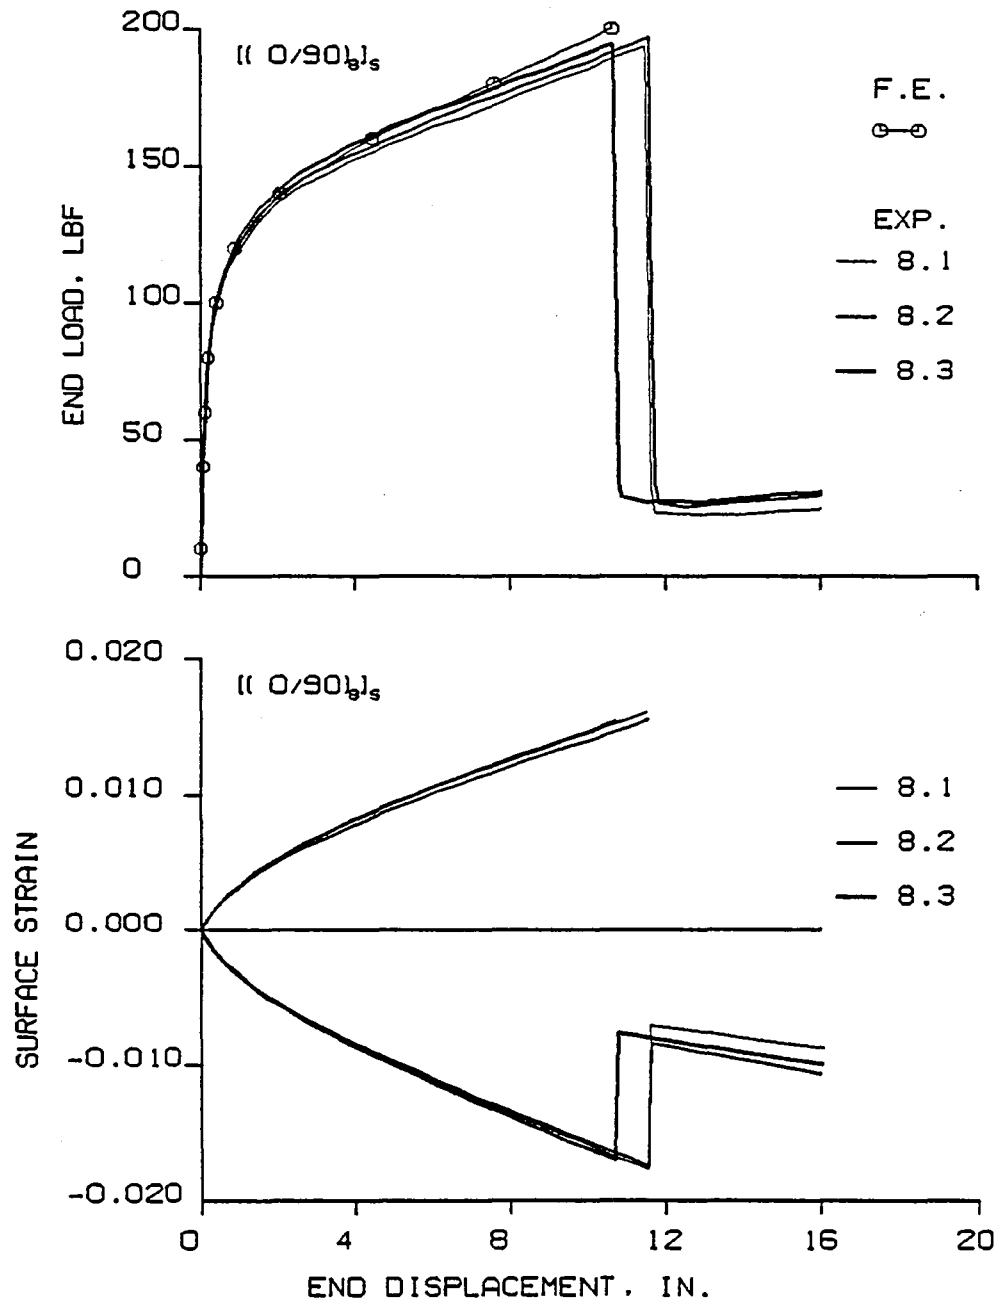 200
[( 0/90)8]s
F.E.
150
EXP.
8.1
100
8.2
8.3
50
0
END LOAD, LBF
0.020
[( 0/90)8]s
0.010
8.1
8.2
0.000
8.3
-0.010
-0.020
SURFACE STRAIN
0 4 8 12 16 20
END DISPLACEMENT, IN.